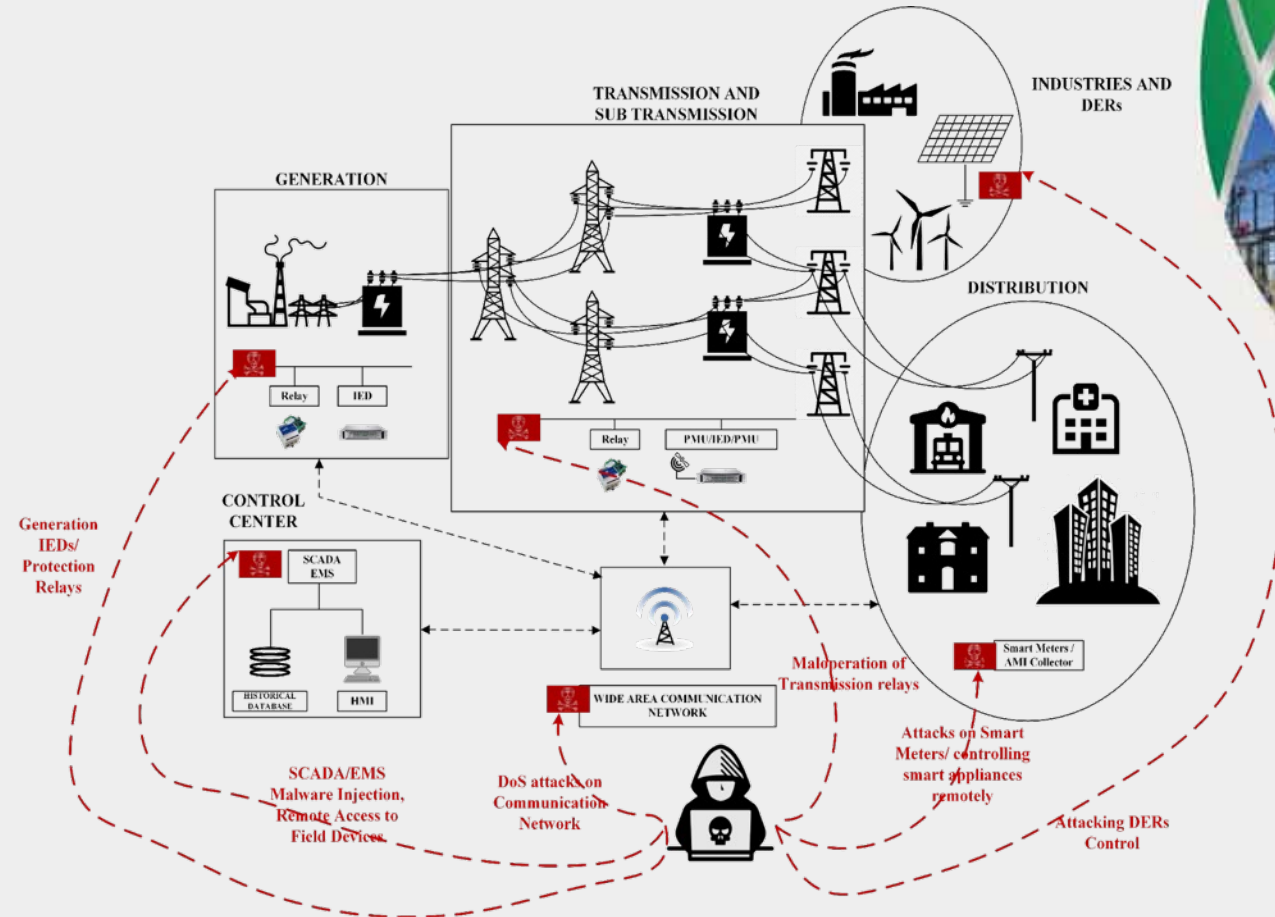 TRANSMISSION AND
SUB TRANSMISSION
INDUSTRIES AND
DERs
GENERATION
DISTRIBUTION
Relay
IED
Relay
PMU/IED/PMU
CONTROL
CENTER
Generation
IEDs/
Protection
Relays
SCADA
EMS
HISTORICAL
DATABASE
HMI
Smart Meters /
AMI Collector
Maloperation of
Transmission relays
WIDE AREA COMMUNICATION
NETWORK
Attacks on Smart
Meters/ controlling
smart appliances
remotely
SCADA/EMS
Malware Injection,
Remote Access to
Field Devices
DoS attacks on
Communication
Network
Attacking DERs
Control